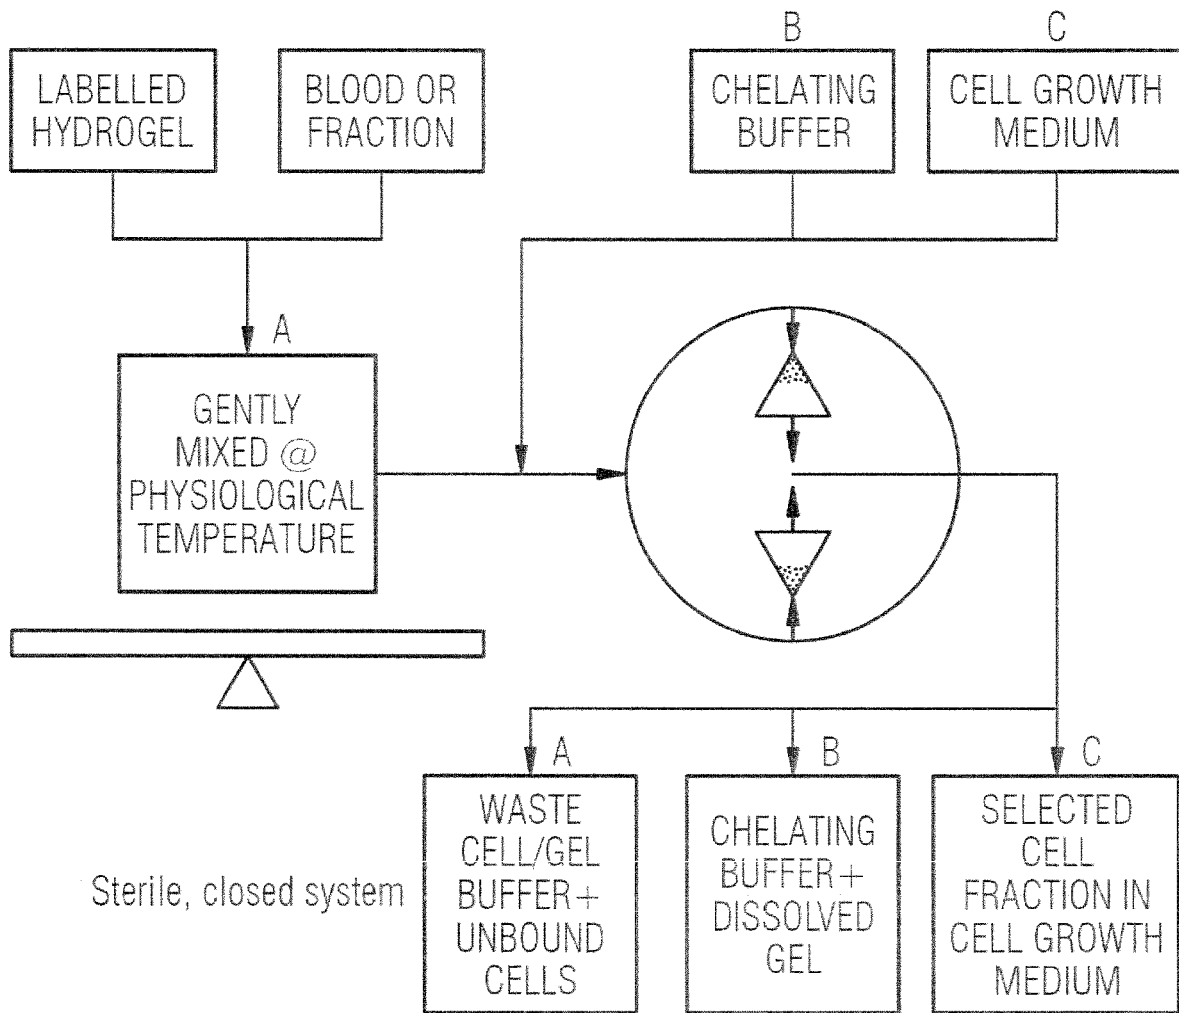 LABELLED
HYDROGEL
BLOOD OR
FRACTION
B
CHELATING
BUFFER
C
CELL GROWTH
MEDIUM
A
GENTLY
MIXED @
PHYSIOLOGICAL
TEMPERATURE
Sterile, closed system
A
WASTE
CELL/GEL
BUFFER+
UNBOUND
CELLS
B
CHELATING
BUFFER+
DISSOLVED
GEL
C
SELECTED
CELL
FRACTION IN
CELL GROWTH
MEDIUM